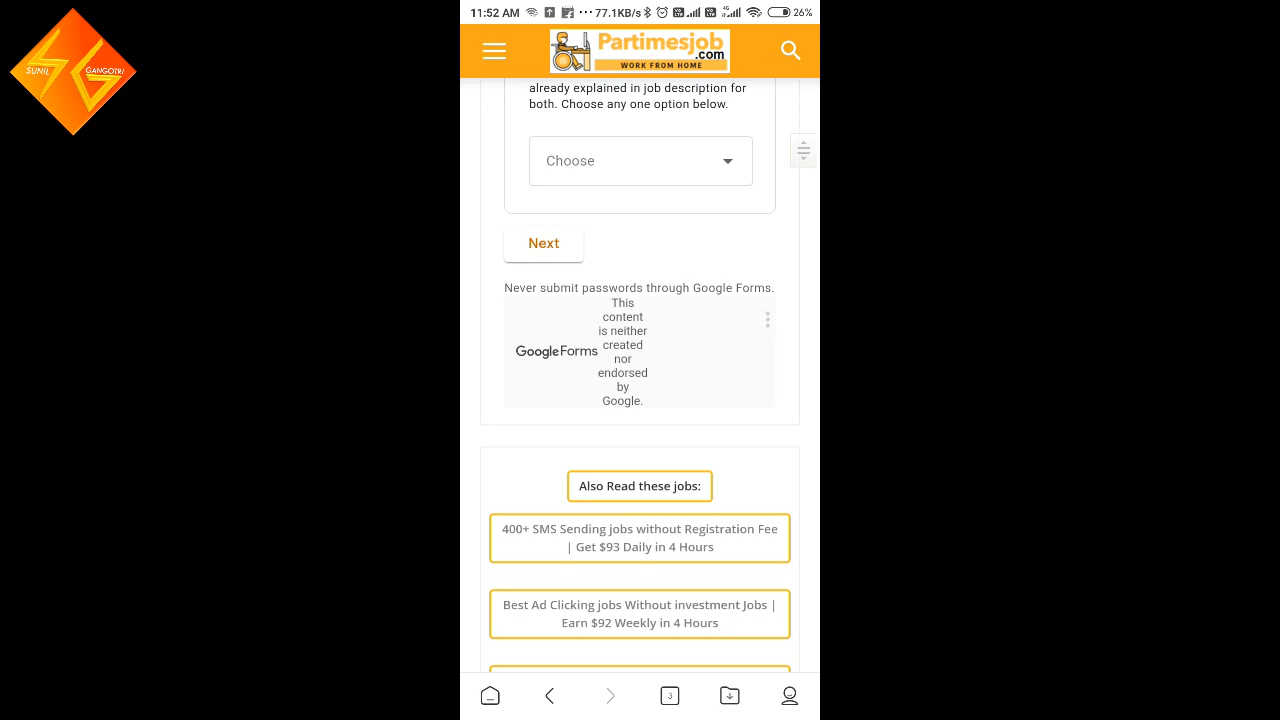 11:52 AM
77.1KB/s
26%
SUNIL
GANGOTRI
Partimesjob
.com
WORK FROM HOME
already explained in job description for
both. Choose any one option below.
Choose
Next
Never submit passwords through Google Forms.
This
content
is neither
created
nor
endorsed
by
Google.
Google Forms
Also Read these jobs:
400+ SMS Sending jobs without Registration Fee
| Get $93 Daily in 4 Hours
Best Ad Clicking jobs Without investment Jobs |
Earn $92 Weekly in 4 Hours
3